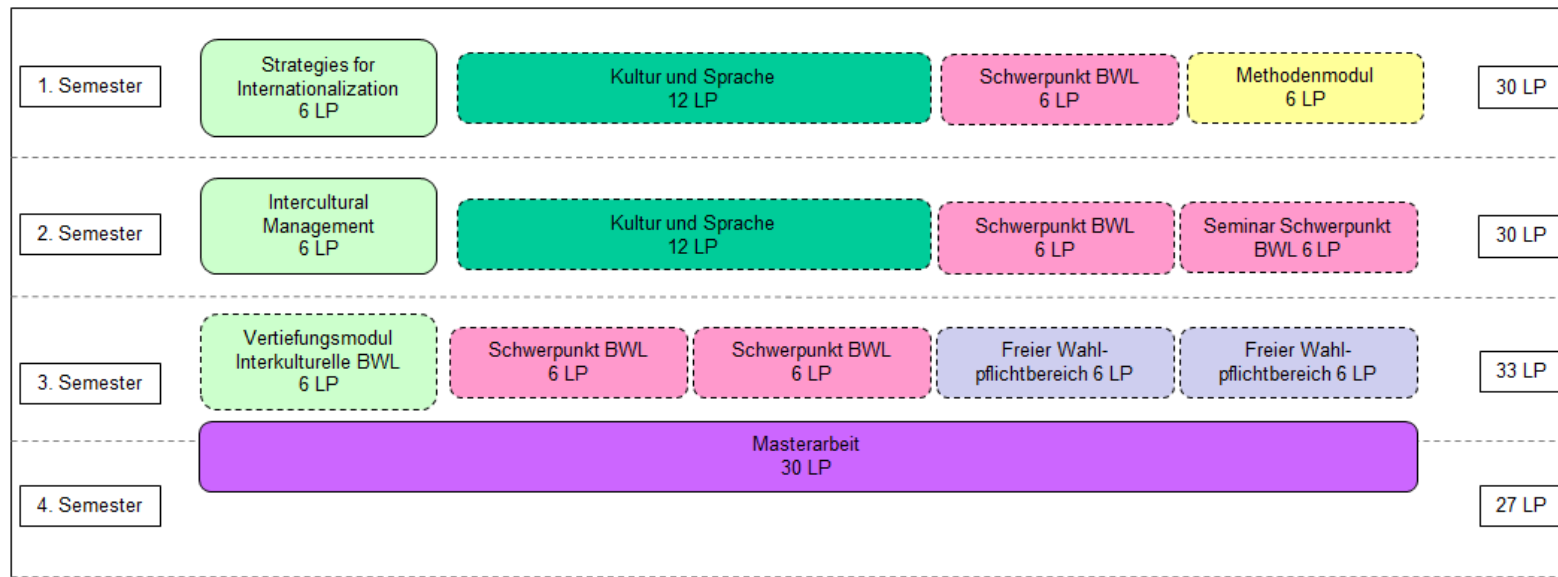 1. Semester
Strategies for
Internationalization
6 LP
Kultur und Sprache
12 LP
Schwerpunkt BWL
6 LP
Methodenmodul
6 LP
30 LP
2. Semester
Intercultural
Management
6 LP
Kultur und Sprache
12 LP
Schwerpunkt BWL
6 LP
Seminar Schwerpunkt
BWL 6 LP
30 LP
3. Semester
Vertiefungsmodul
Interkulturelle BWL
6 LP
Schwerpunkt BWL
6 LP
Schwerpunkt BWL
6 LP
Freier Wahl-
pflichtbereich 6 LP
Freier Wahl-
pflichtbereich 6 LP
33 LP
Masterarbeit
30 LP
4. Semester
27 LP